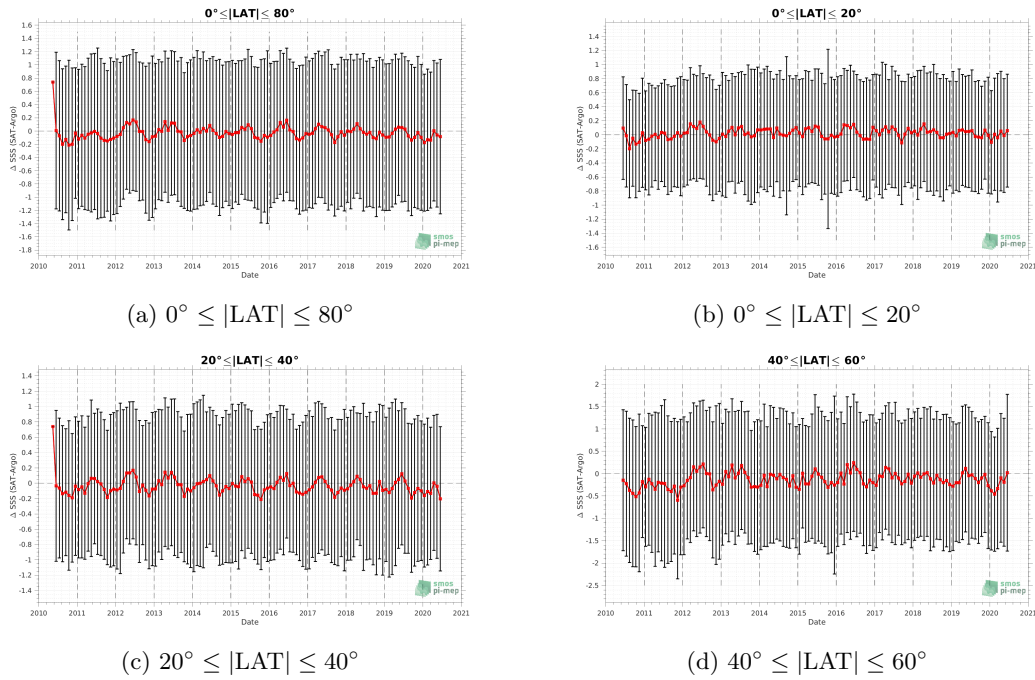 0°≤|LAT|≤ 80°
1.6
1.4
1.2
1
0.8
0.6
0.4
0.2
0
-0.2
-0.4
-0.6
-0.8
-1
-1.2
-1.4
-1.6
-1.8
Δ SSS (SAT-Argo)
2010 2011 2012 2013 2014 2015 2016 2017 2018 2019 2020 2021
Date
smos
pi-mep
(a) 0° ≤ |LAT| ≤ 80°
0°≤|LAT|≤ 20°
1.4
1.2
1
0.8
0.6
0.4
0.2
0
-0.2
-0.4
-0.6
-0.8
-1
-1.2
-1.4
-1.6
Δ SSS (SAT-Argo)
2010 2011 2012 2013 2014 2015 2016 2017 2018 2019 2020 2021
Date
smos
pi-mep
(b) 0° ≤ |LAT| ≤ 20°
20°≤|LAT|≤ 40°
1.4
1.2
1
0.8
0.6
0.4
0.2
0
-0.2
-0.4
-0.6
-0.8
-1
-1.2
-1.4
Δ SSS (SAT-Argo)
2010 2011 2012 2013 2014 2015 2016 2017 2018 2019 2020 2021
Date
smos
pi-mep
(c) 20° ≤ |LAT| ≤ 40°
40°≤|LAT|≤ 60°
2
1.5
1
0.5
0
-0.5
-1
-1.5
-2
-2.5
Δ SSS (SAT-Argo)
2010 2011 2012 2013 2014 2015 2016 2017 2018 2019 2020 2021
Date
smos
pi-mep
(d) 40° ≤ |LAT| ≤ 60°